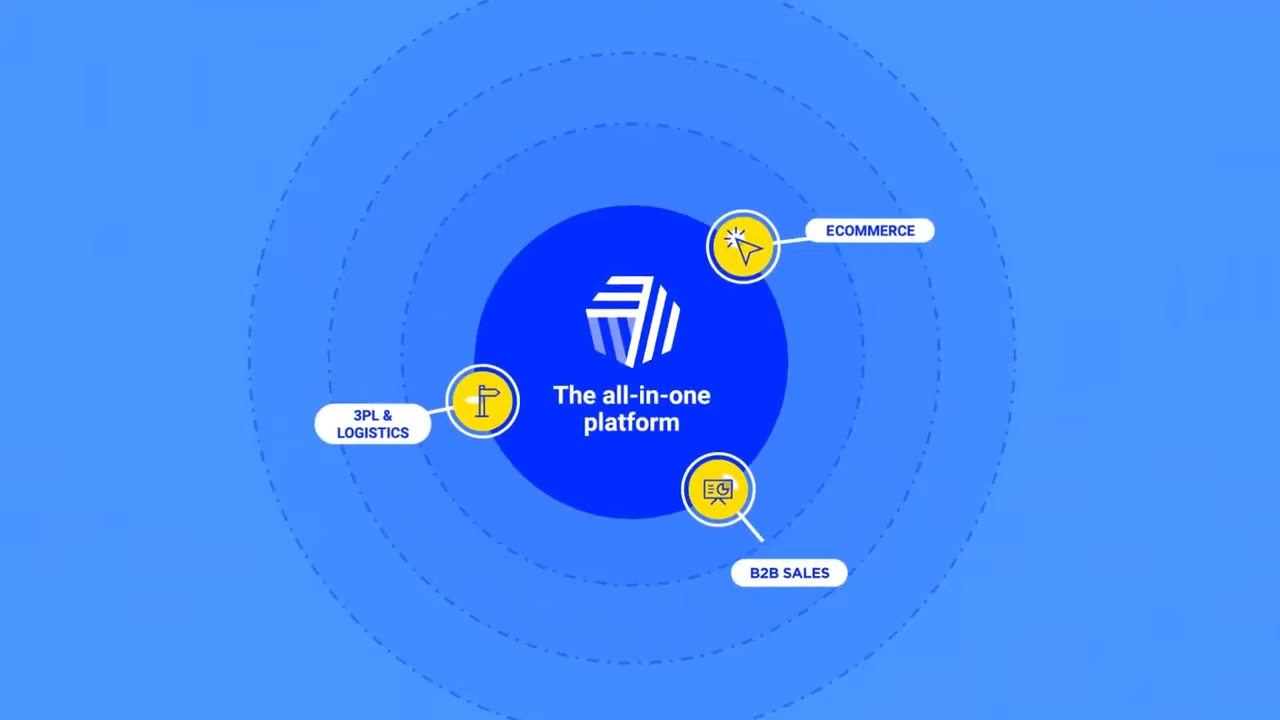 ECOMMERCE
The all-in-one
platform
3PL &
LOGISTICS
B2B SALES